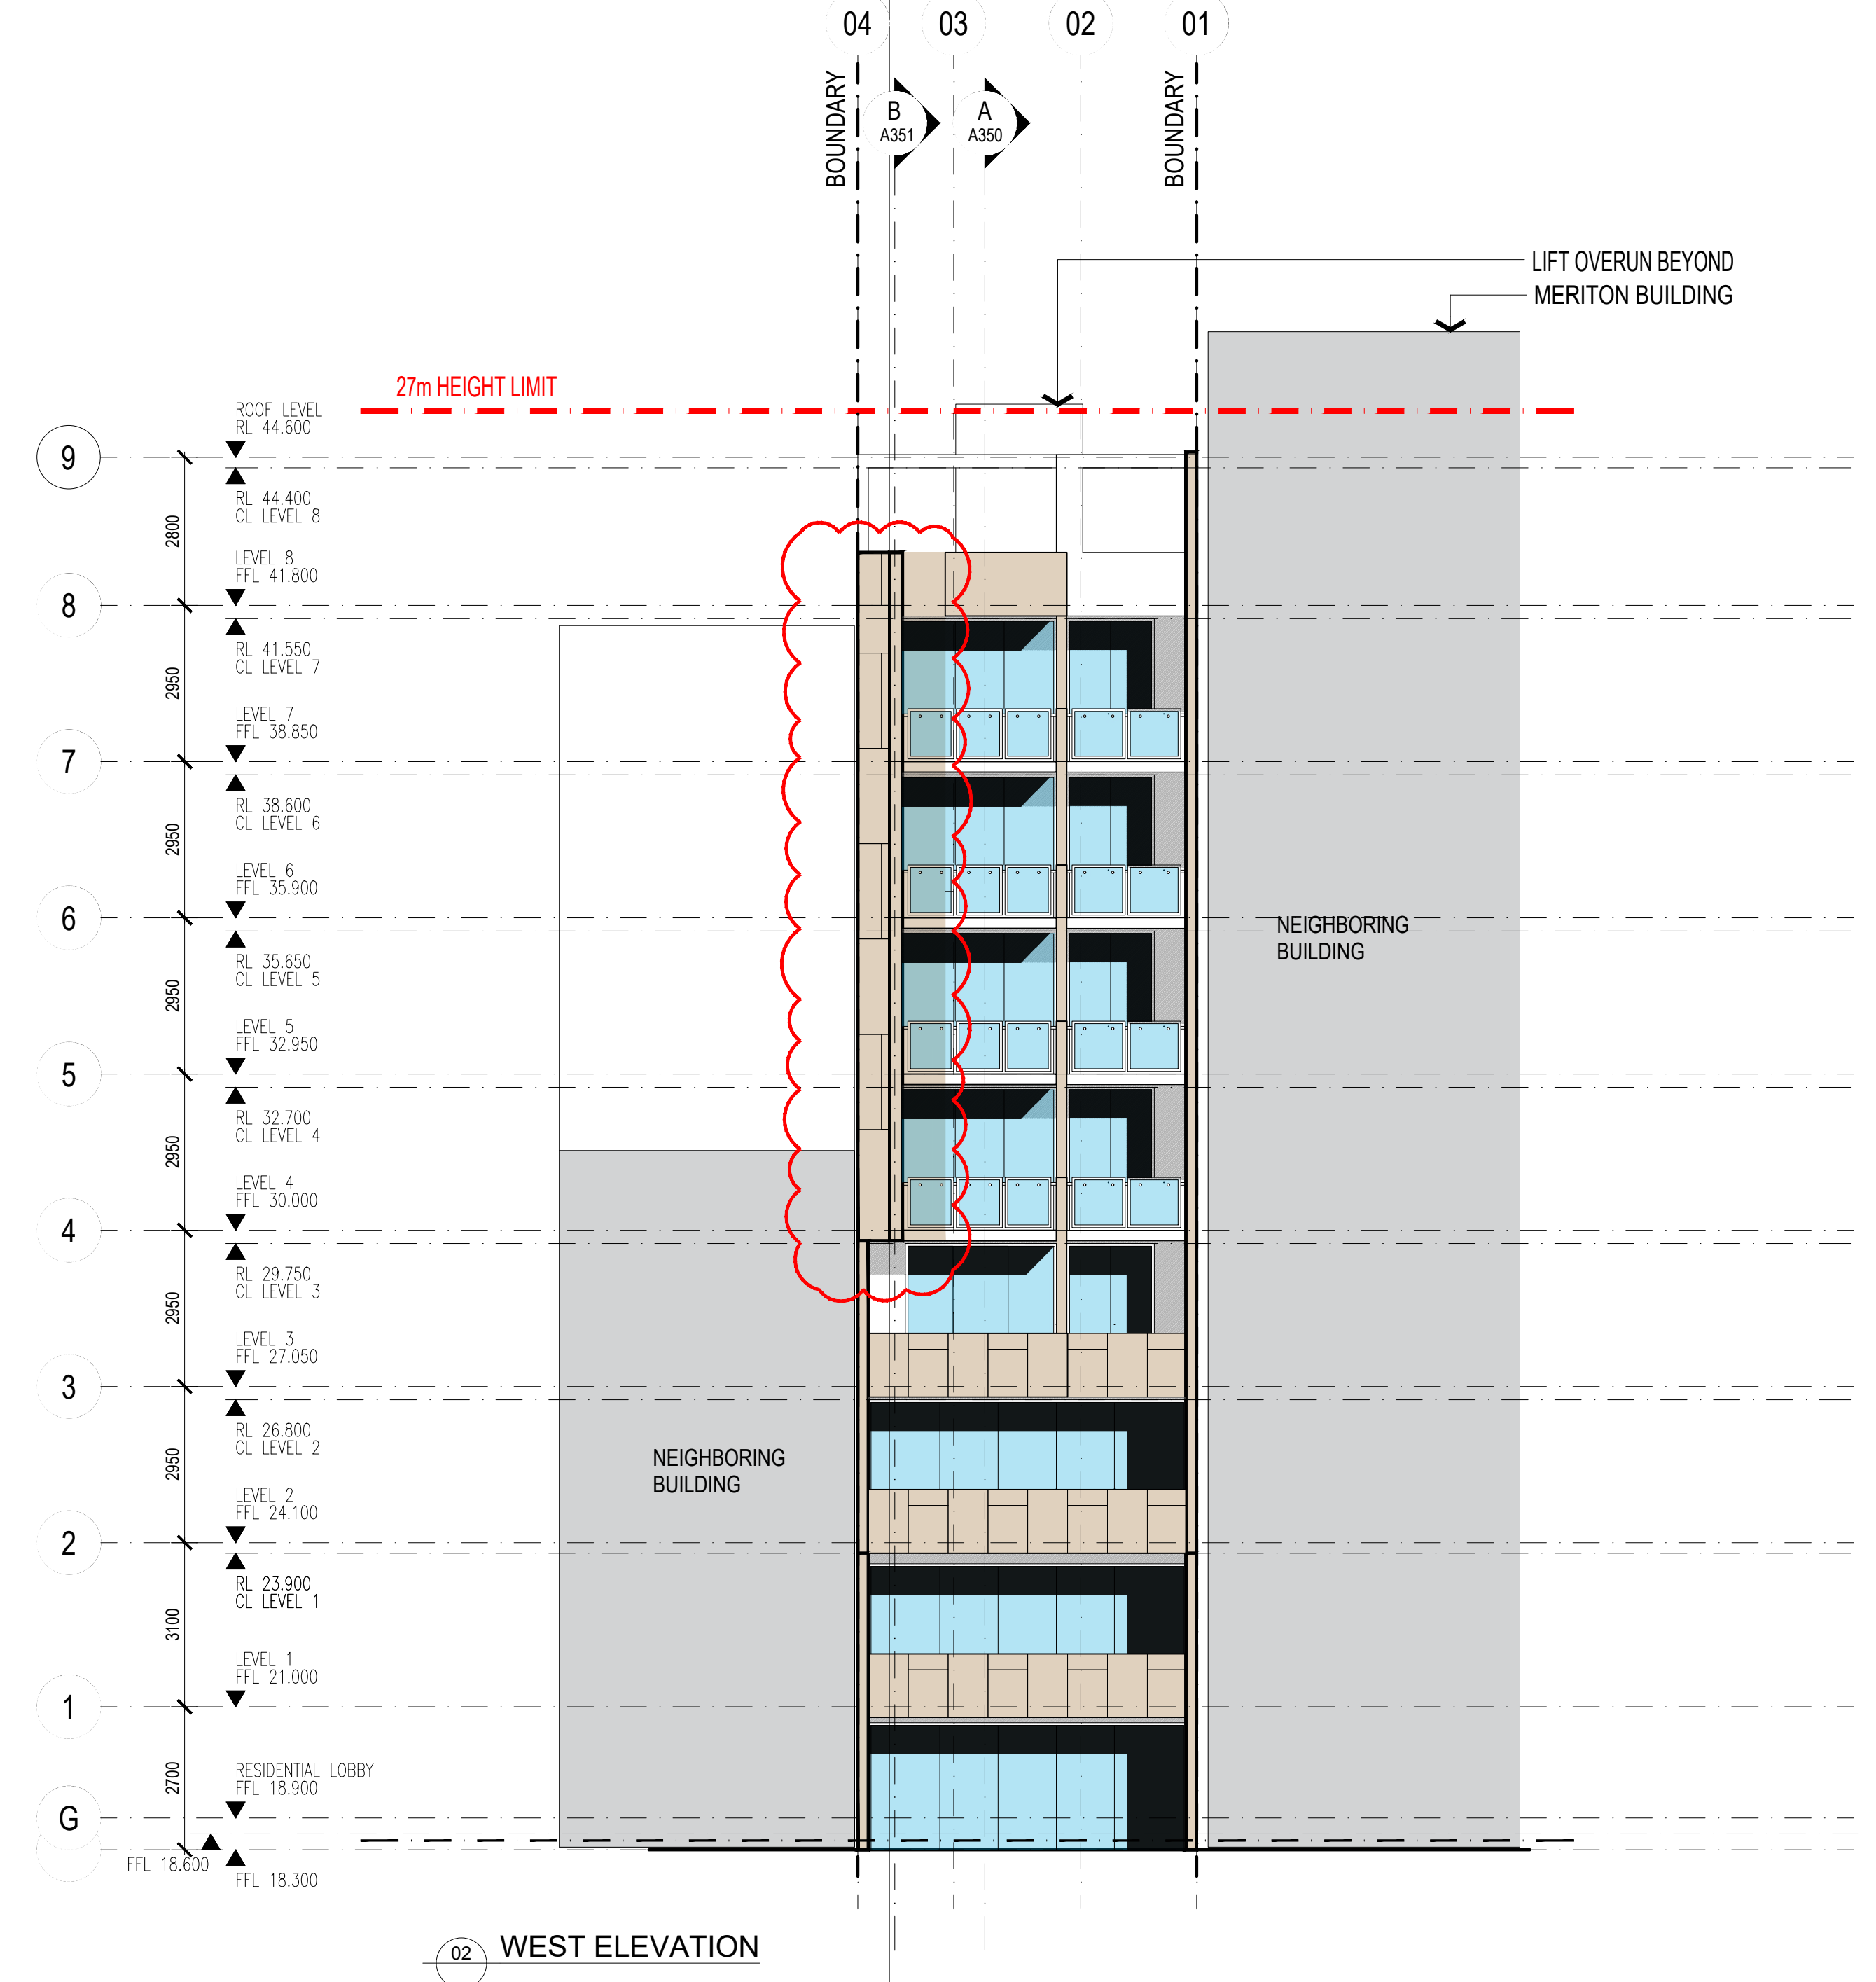 04
03
02
01
BOUNDARY
BOUNDARY
B
A351
A
A350
LIFT OVERUN BEYOND
MERITON BUILDING
27m HEIGHT LIMIT
ROOF LEVEL
RL 44.600
9
RL 44.400
CL LEVEL 8
2800
LEVEL 8
FFL 41.800
8
RL 41.550
CL LEVEL 7
2950
LEVEL 7
FFL 38.850
7
RL 38.600
CL LEVEL 6
2950
LEVEL 6
FFL 35.900
6
NEIGHBORING
BUILDING
RL 35.650
CL LEVEL 5
2950
LEVEL 5
FFL 32.950
5
RL 32.700
CL LEVEL 4
2950
LEVEL 4
FFL 30.000
4
RL 29.750
CL LEVEL 3
2950
LEVEL 3
FFL 27.050
3
RL 26.800
CL LEVEL 2
2950
NEIGHBORING
BUILDING
LEVEL 2
FFL 24.100
2
RL 23.900
CL LEVEL 1
3100
LEVEL 1
FFL 21.000
1
2700
RESIDENTIAL LOBBY
FFL 18.900
G
FFL 18.600
FFL 18.300
02
WEST ELEVATION